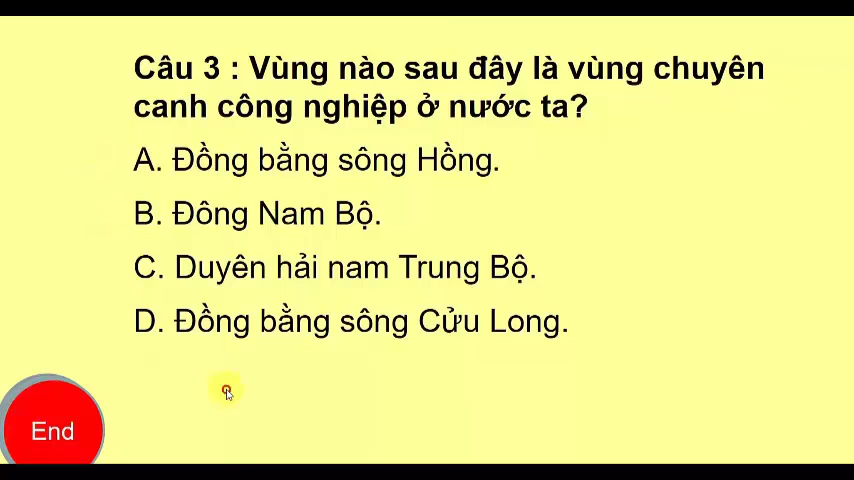 Câu 3 : Vùng nào sau đây là vùng chuyên
canh công nghiệp ở nước ta?
A. Đồng bằng sông Hồng.
B. Đông Nam Bộ.
C. Duyên hải nam Trung Bộ.
D. Đồng bằng sông Cửu Long.
End